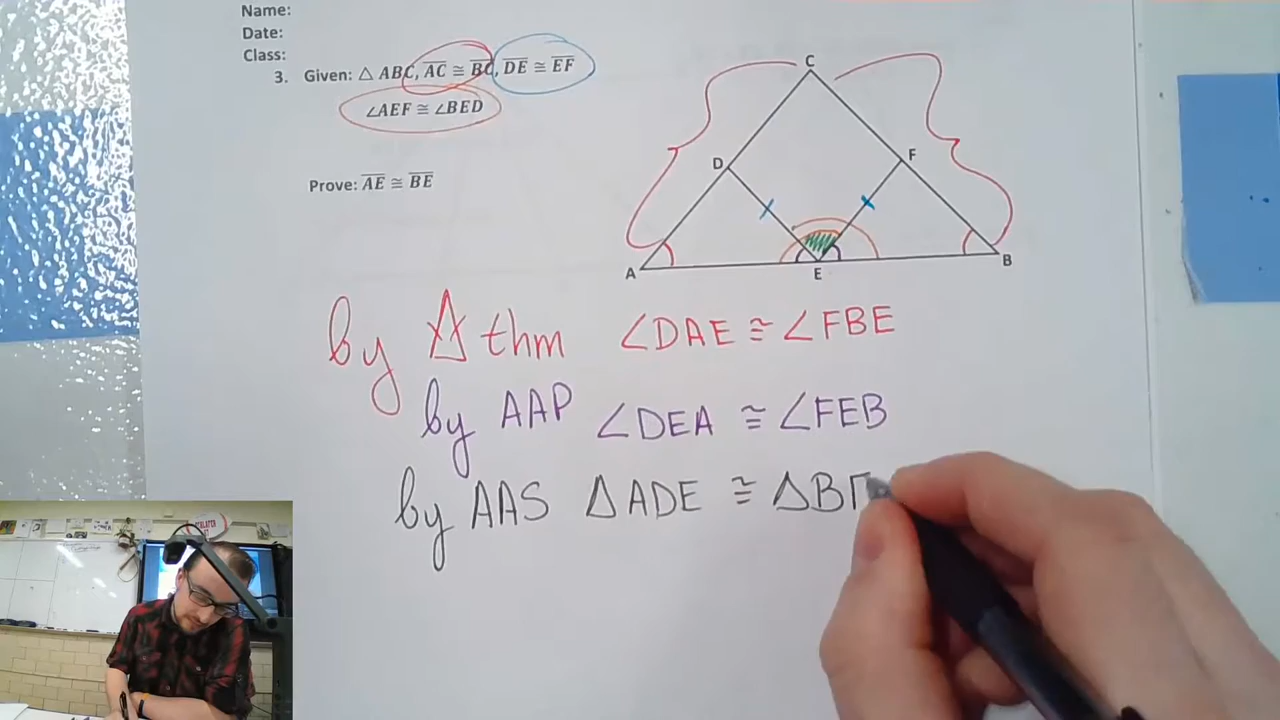 Name:
Date:
Class:
3. Given: △ ABC, AC ≅ BC, DE ≅ EF
∠AEF ≅ ∠BED
Prove: AE ≅ BE
C
D
F
A
E
B
by △ thm ∠DAE ≅ ∠FBE
by AAP ∠DEA ≅ ∠FEB
by AAS △ADE ≅ △B